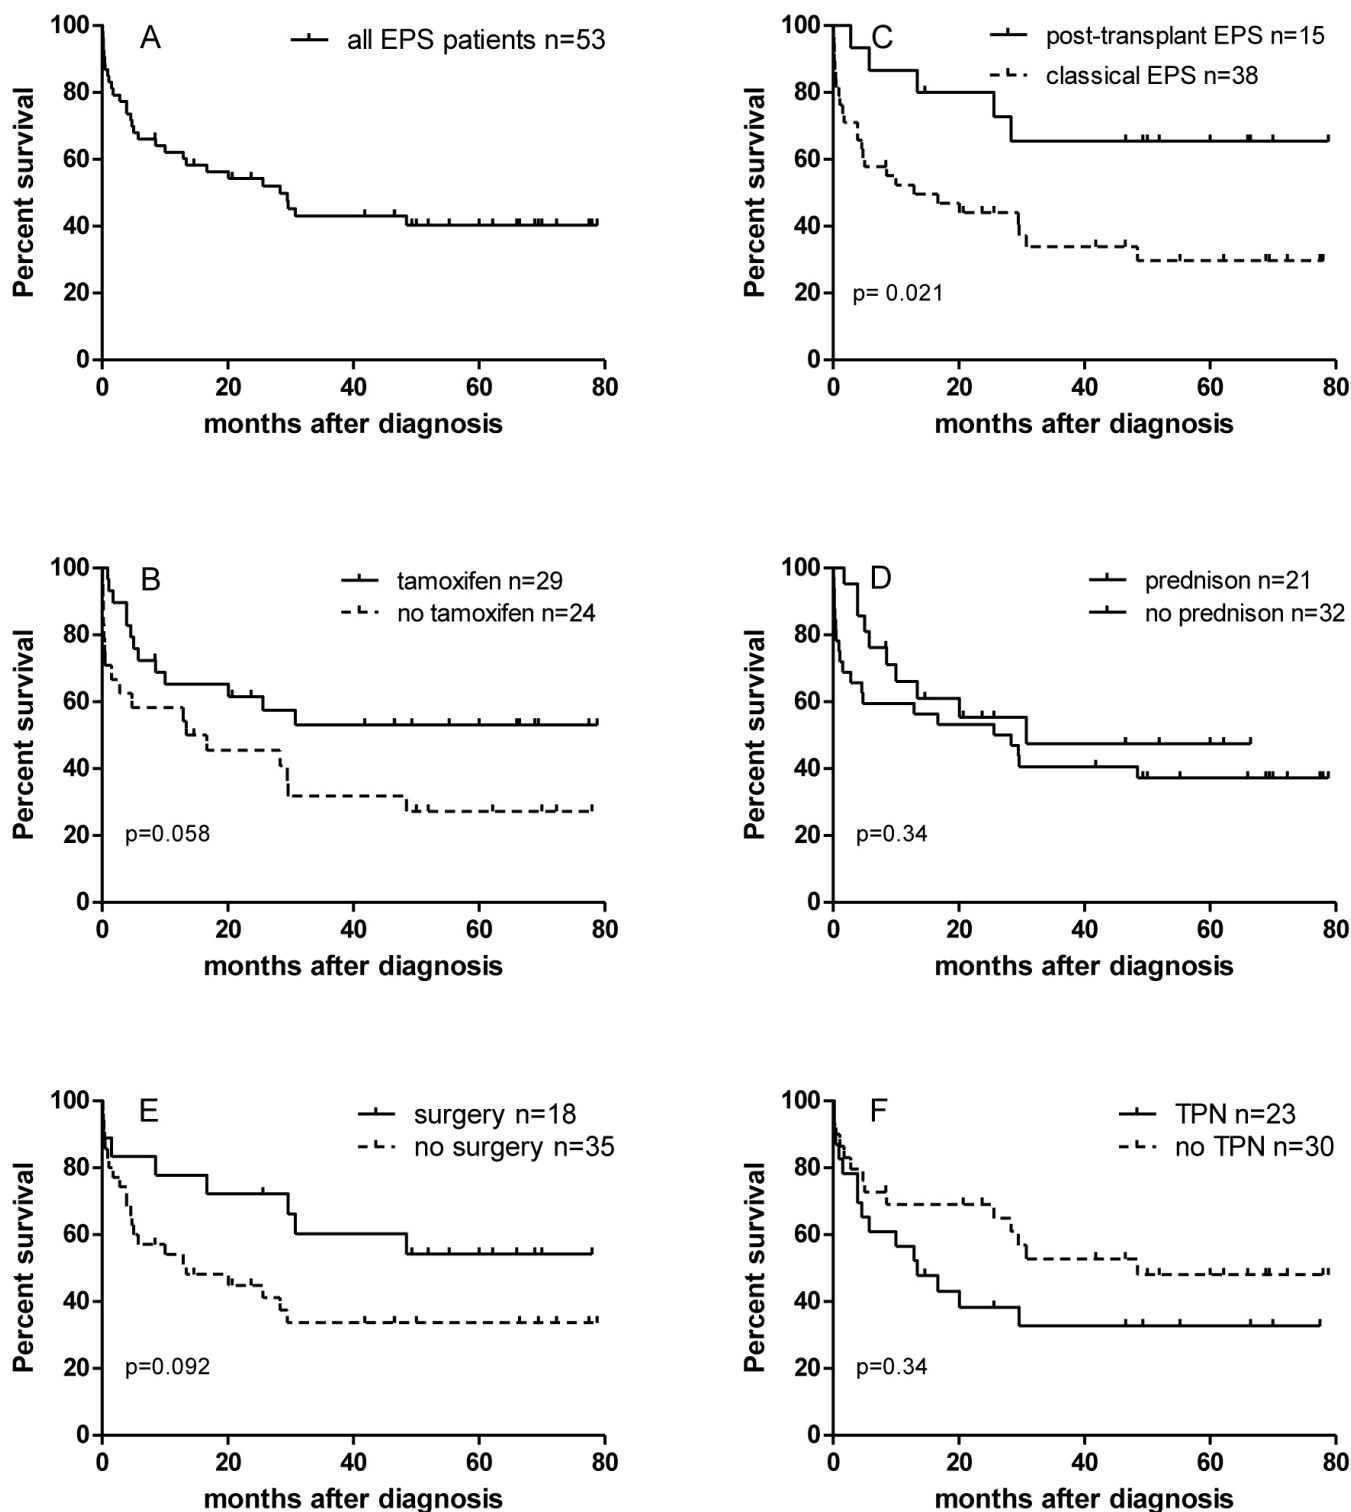 A
all EPS patients n=53
Percent survival
100
80
60
40
20
0
0 20 40 60 80
months after diagnosis
C
post-transplant EPS n=15
classical EPS n=38
Percent survival
100
80
60
40
20
0
p= 0.021
0 20 40 60 80
months after diagnosis
B
tamoxifen n=29
no tamoxifen n=24
Percent survival
100
80
60
40
20
0
p=0.058
0 20 40 60 80
months after diagnosis
D
prednison n=21
no prednison n=32
Percent survival
100
80
60
40
20
0
p=0.34
0 20 40 60 80
months after diagnosis
E
surgery n=18
no surgery n=35
Percent survival
100
80
60
40
20
0
p=0.092
0 20 40 60 80
months after diagnosis
F
TPN n=23
no TPN n=30
Percent survival
100
80
60
40
20
0
p=0.34
0 20 40 60 80
months after diagnosis